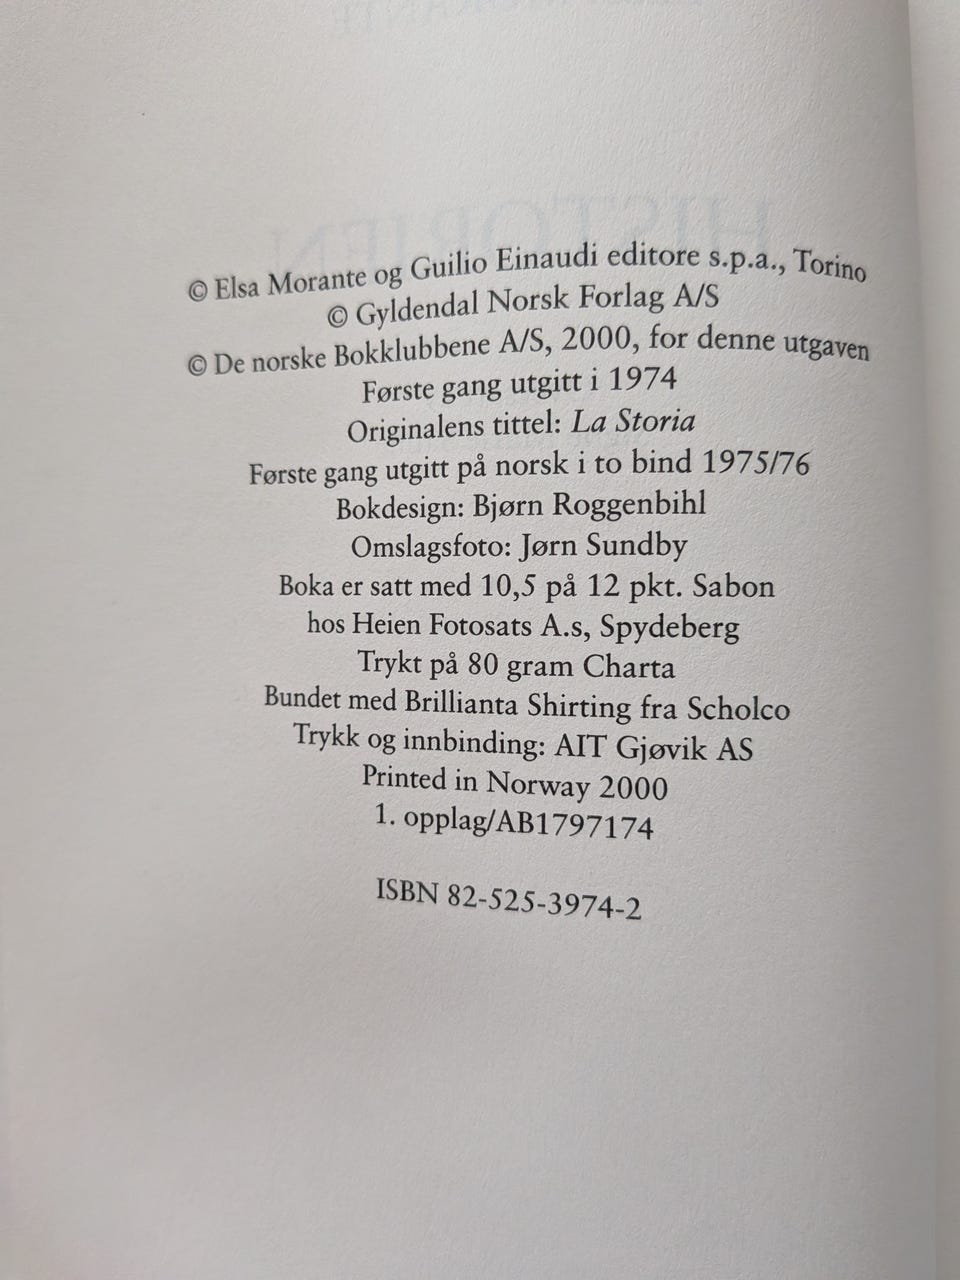 © Elsa Morante og Guilio Einaudi editore s.p.a., Torino
© Gyldendal Norsk Forlag A/S
© De norske Bokklubbene A/S, 2000, for denne utgaven
Første gang utgitt i 1974
Originalens tittel: La Storia
Første gang utgitt på norsk i to bind 1975/76
Bokdesign: Bjørn Roggenbihl
Omslagsfoto: Jørn Sundby
Boka er satt med 10,5 på 12 pkt. Sabon
hos Heien Fotosats A.s, Spydeberg
Trykt på 80 gram Charta
Bundet med Brillianta Shirting fra Scholco
Trykk og innbinding: AIT Gjøvik AS
Printed in Norway 2000
1. opplag/AB1797174
ISBN 82-525-3974-2